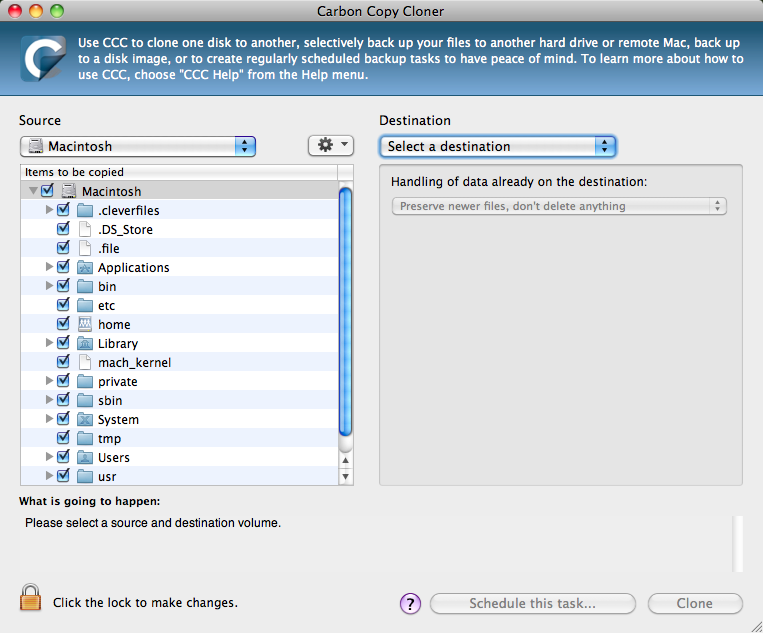 Carbon Copy Cloner
Use CCC to clone one disk to another, selectively back up your files to another hard drive or remote Mac, back up
to a disk image, or to create regularly scheduled backup tasks to have peace of mind. To learn more about how to
use CCC, choose "CCC Help" from the Help menu.
Source
Macintosh
Items to be copied
Macintosh
.cleverfiles
.DS_Store
.file
Applications
bin
etc
home
Library
mach_kernel
private
sbin
System
tmp
Users
usr
Destination
Select a destination
Handling of data already on the destination:
Preserve newer files, don't delete anything
What is going to happen:
Please select a source and destination volume.
Click the lock to make changes.
?
Schedule this task...
Clone